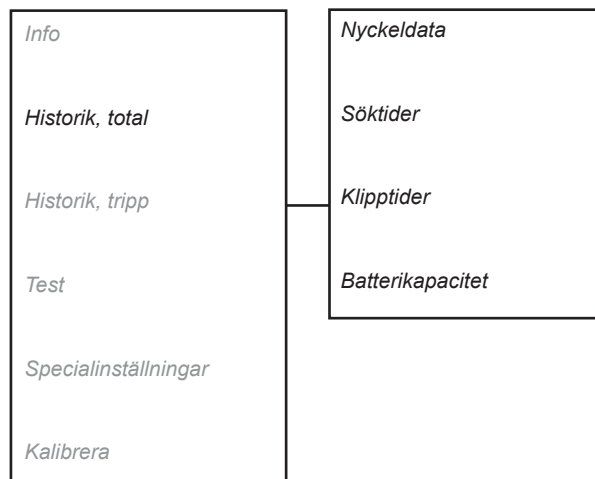 Info
Historik, total
Historik, tripp
Test
Specialinställningar
Kalibrera
Nyckeldata
Söktider
Klipptider
Batterikapacitet